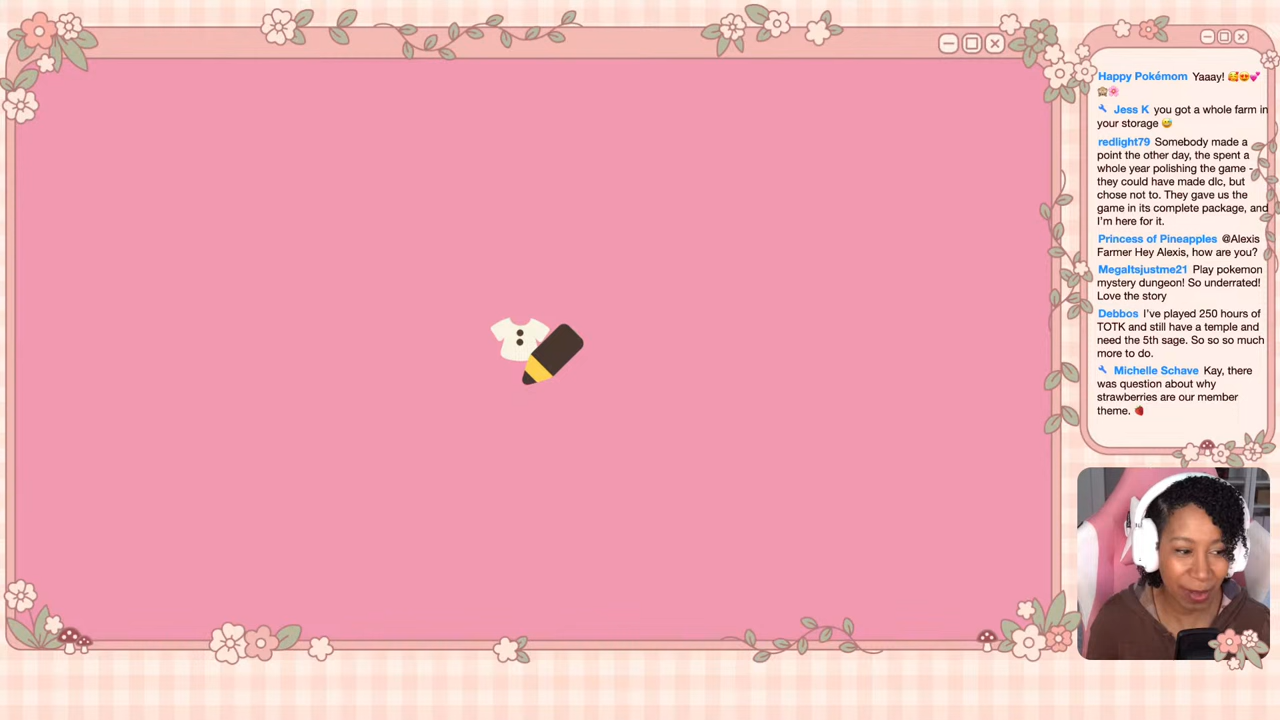 Happy Pokémom Yaaay! 🥰😍💕
🙈🌸
Jess K you got a whole farm in
your storage 😅
redlight79 Somebody made a
point the other day, the spent a
whole year polishing the game -
they could have made dlc, but
chose not to. They gave us the
game in its complete package, and
I'm here for it.
Princess of Pineapples @Alexis
Farmer Hey Alexis, how are you?
MegaItsjustme21 Play pokemon
mystery dungeon! So underrated!
Love the story
Debbos I've played 250 hours of
TOTK and still have a temple and
need the 5th sage. So so so much
more to do.
Michelle Schave Kay, there
was question about why
strawberries are our member
theme. 🍓